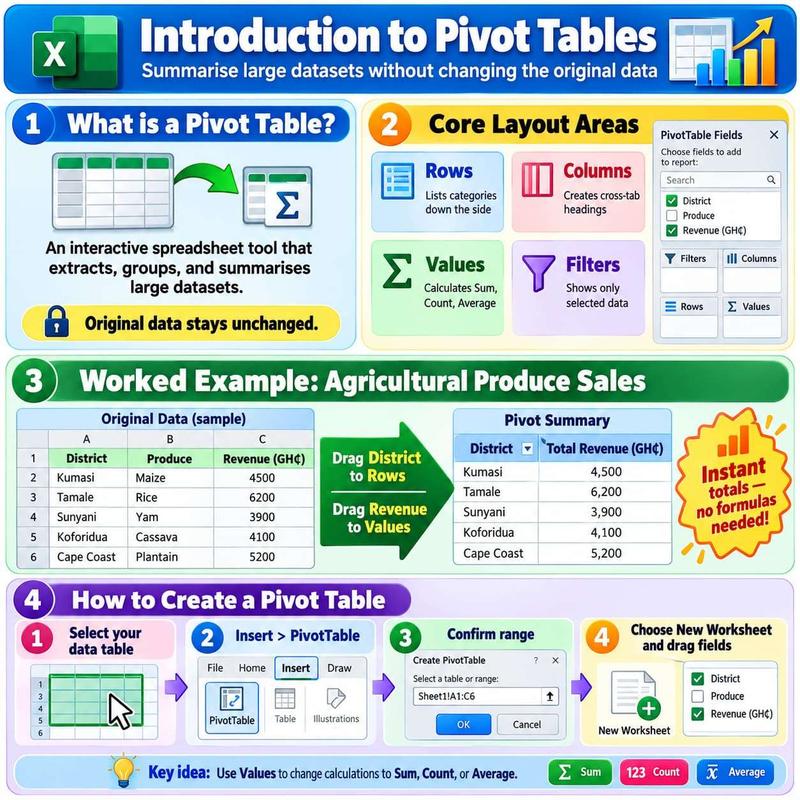 X
Introduction to Pivot Tables
Summarise large datasets without changing the original data
1 What is a Pivot Table?
Σ
An interactive spreadsheet tool that
extracts, groups, and summarises
large datasets.
Original data stays unchanged.
2 Core Layout Areas
Rows
Lists categories
down the side
Columns
Creates cross-tab
headings
Σ Values
Calculates Sum,
Count, Average
Filters
Shows only
selected data
PivotTable Fields ×
Choose fields to add
to report:
Search
District
Produce
Revenue (GH₵)
Filters Columns
Rows Σ Values
3 Worked Example: Agricultural Produce Sales
Original Data (sample)
A B C
1 District Produce Revenue (GH₵)
2 Kumasi Maize 4500
3 Tamale Rice 6200
4 Sunyani Yam 3900
5 Koforidua Cassava 4100
6 Cape Coast Plantain 5200
Drag District
to Rows
Drag Revenue
to Values
Pivot Summary
District Total Revenue (GH₵)
Kumasi 4,500
Tamale 6,200
Sunyani 3,900
Koforidua 4,100
Cape Coast 5,200
Instant
totals —
no formulas
needed!
4 How to Create a Pivot Table
1 Select your
data table
1
2
3
4
5
6
2 Insert > PivotTable
File Home Insert Draw
PivotTable Table Illustrations
3 Confirm range
Create PivotTable ? ×
Select a table or range:
Sheet1!A1:C6
OK Cancel
4 Choose New Worksheet
and drag fields
New Worksheet
District
Produce
Revenue (GH₵)
Key idea: Use Values to change calculations to Sum, Count, or Average.
Σ Sum 123 Count x̅ Average